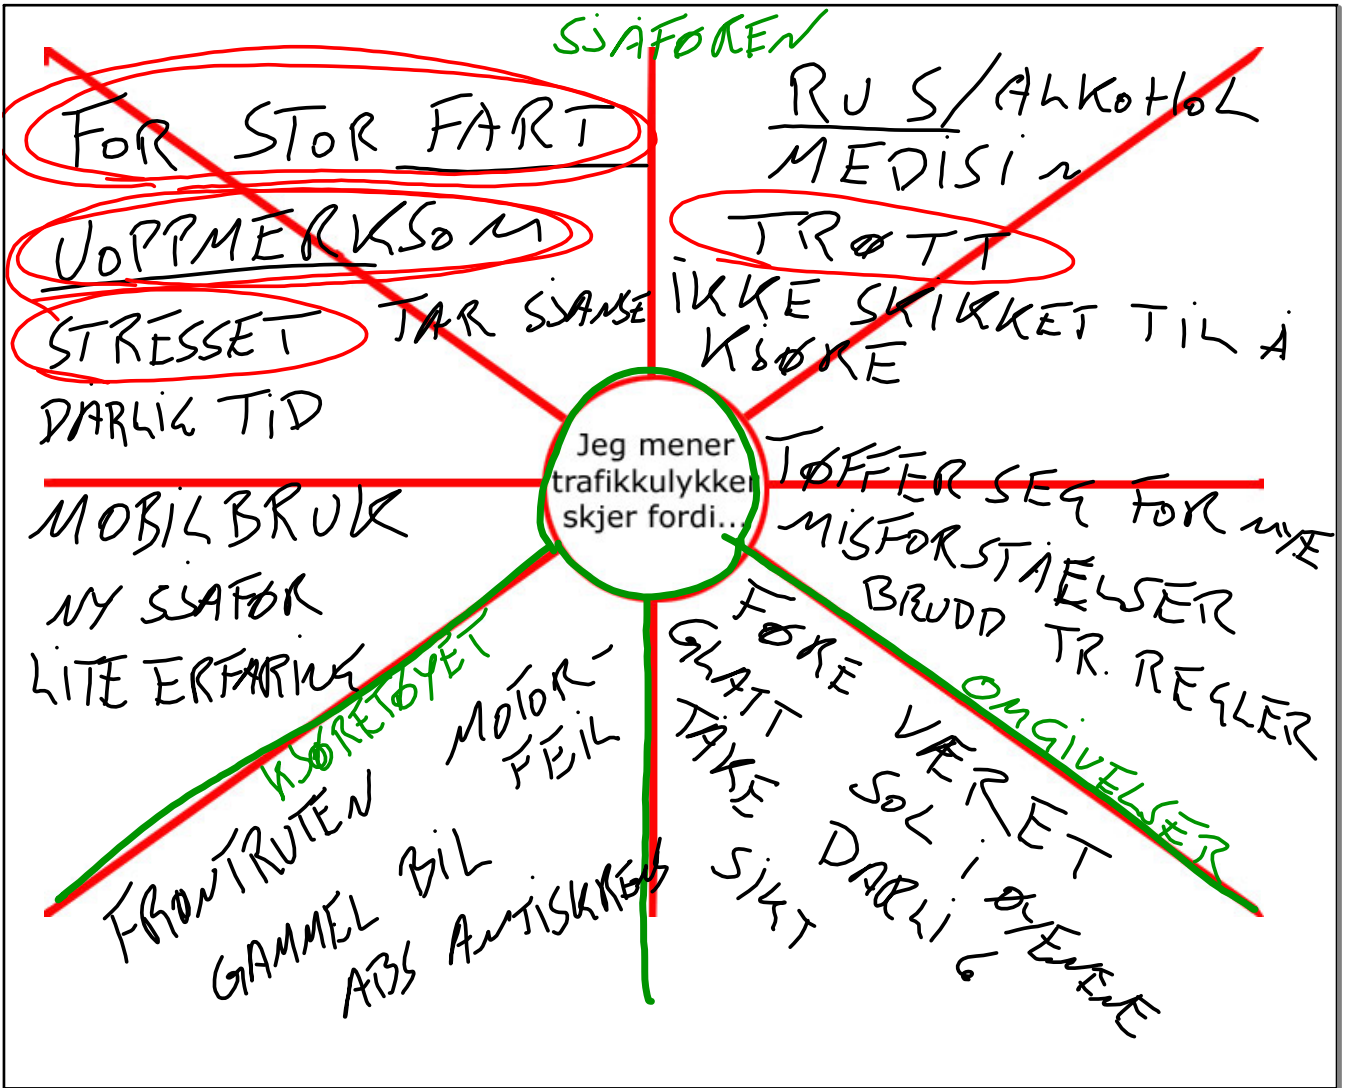 SJÅFØREN
FOR STOR FART
UOPPMERKSOM
STRESSET TAR SJANSE
DÅRLIG TID
RUS/ALKOHOL
MEDISIN
TRØTT
IKKE SKIKKET TIL Å
KJØRE
Jeg mener
trafikkulykker
skjer fordi...
MOBILBRUK
NY SJÅFØR
LITE ERFARING
TØFFER SEG FOR MYE
MISFORSTÅELSER
BRUDD TR. REGLER
KJØRETØYET
MOTOR-
FEIL
FRONTRUTEN
GAMMEL BIL
ABS ANTISKRENS
OMGIVELSER
FØRE
GLATT
TÅKE
SIKT
VÆRET
SOL I ØYENENE
DÅRLIG